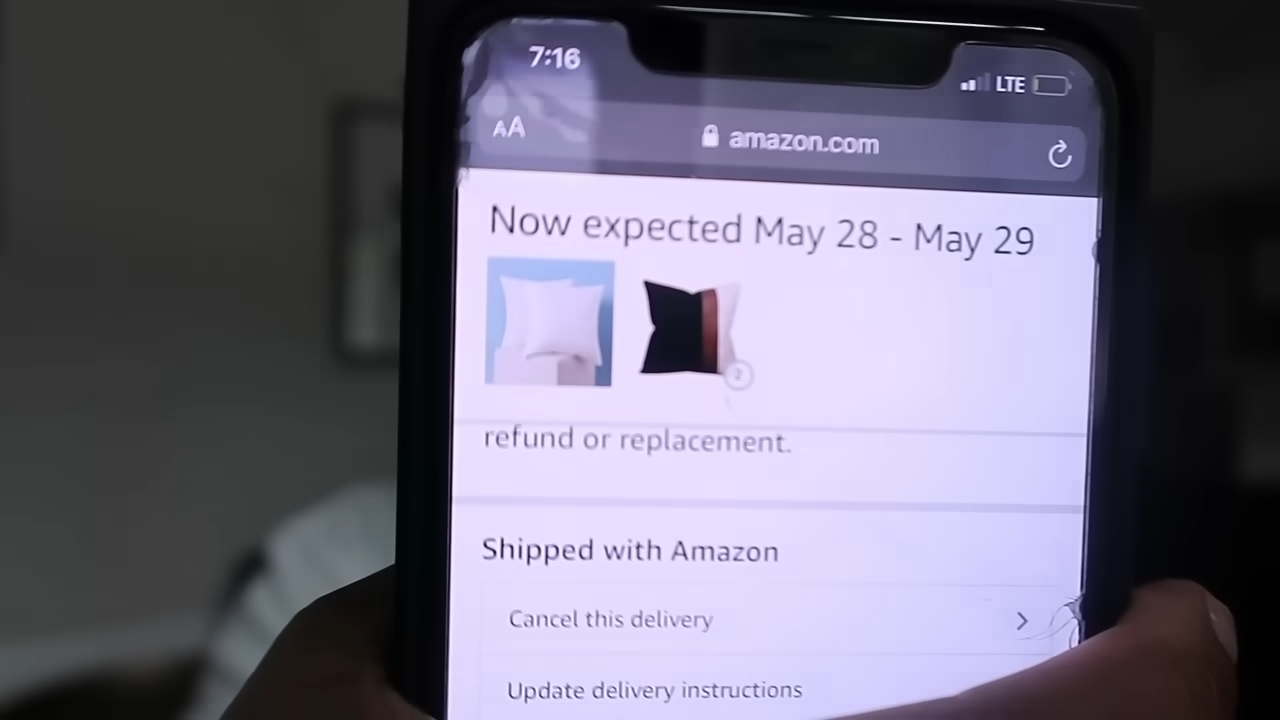 7:16
LTE
AA
amazon.com
Now expected May 28 - May 29
2
refund or replacement.
Shipped with Amazon
Cancel this delivery
Update delivery instructions